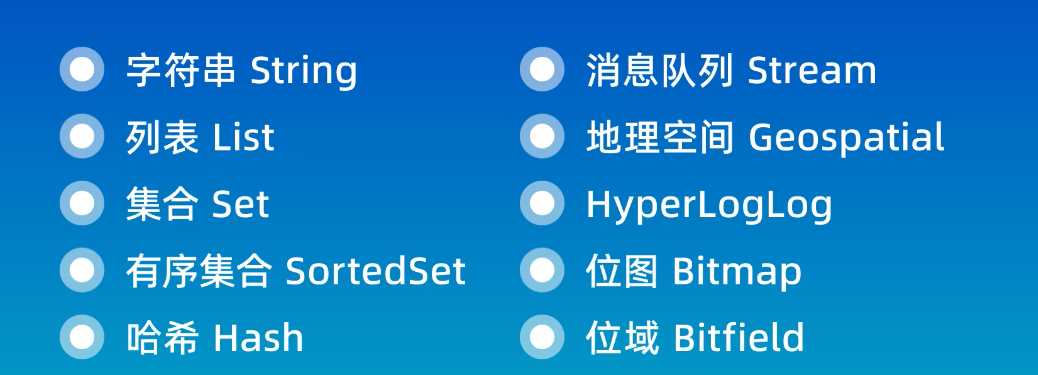 字符串 String
列表 List
集合 Set
有序集合 SortedSet
哈希 Hash
消息队列 Stream
地理空间 Geospatial
HyperLogLog
位图 Bitmap
位域 Bitfield